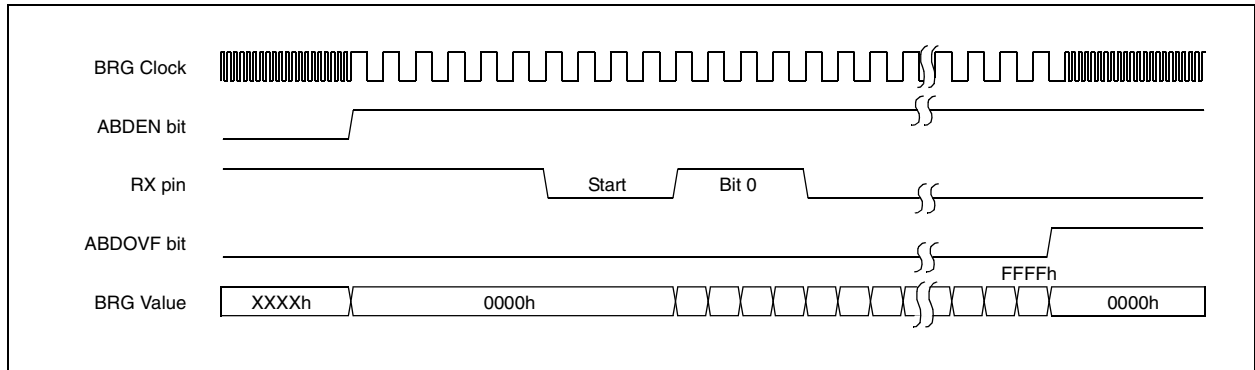 BRG Clock
ABDEN bit
RX pin
Start
Bit 0
ABDOVF bit
FFFFh
BRG Value
XXXXh
0000h
0000h